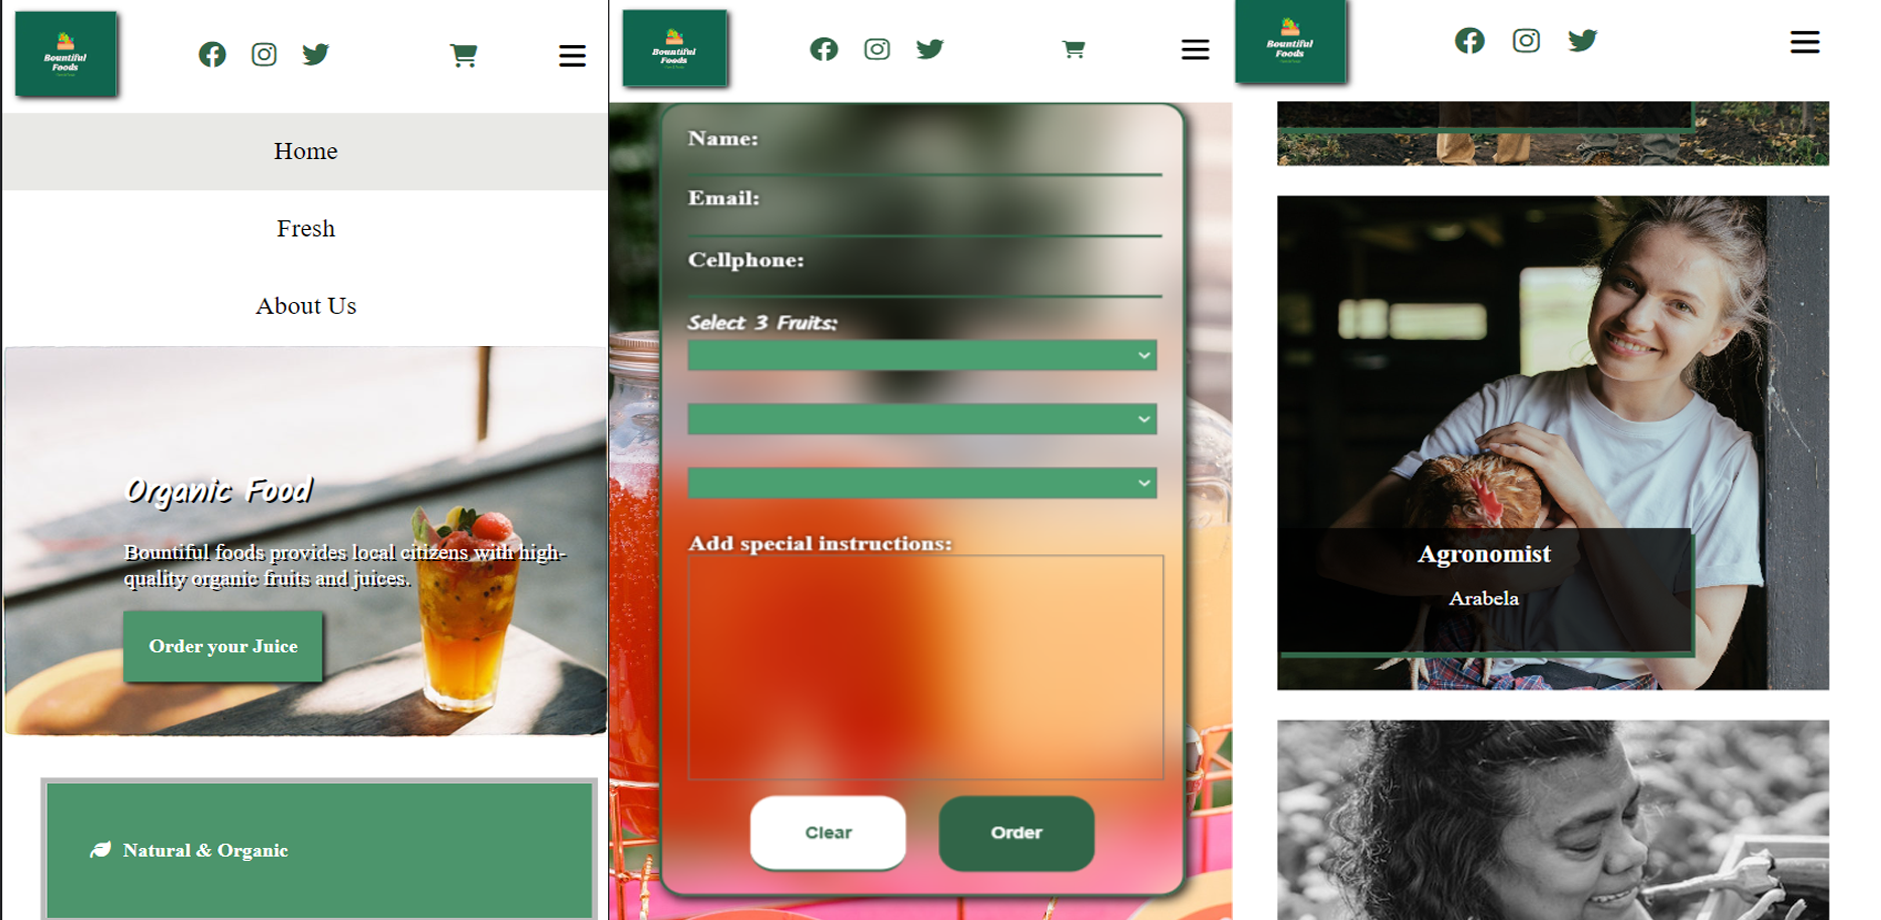 Bountiful
Foods
Home
Fresh
About Us
Organic Food
Bountiful foods provides local citizens with high-
quality organic fruits and juices.
Order your Juice
Natural & Organic
Bountiful
Foods
Name:
Email:
Cellphone:
Select 3 Fruits:
Add special instructions:
Clear
Order
Bountiful
Foods
Agronomist
Arabela